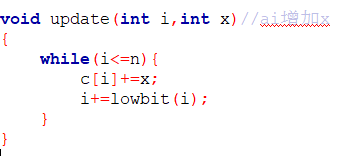 void update(int i,int x)//ai增加x
{
    while(i<=n){
        c[i]+=x;
        i+=lowbit(i);
    }
}